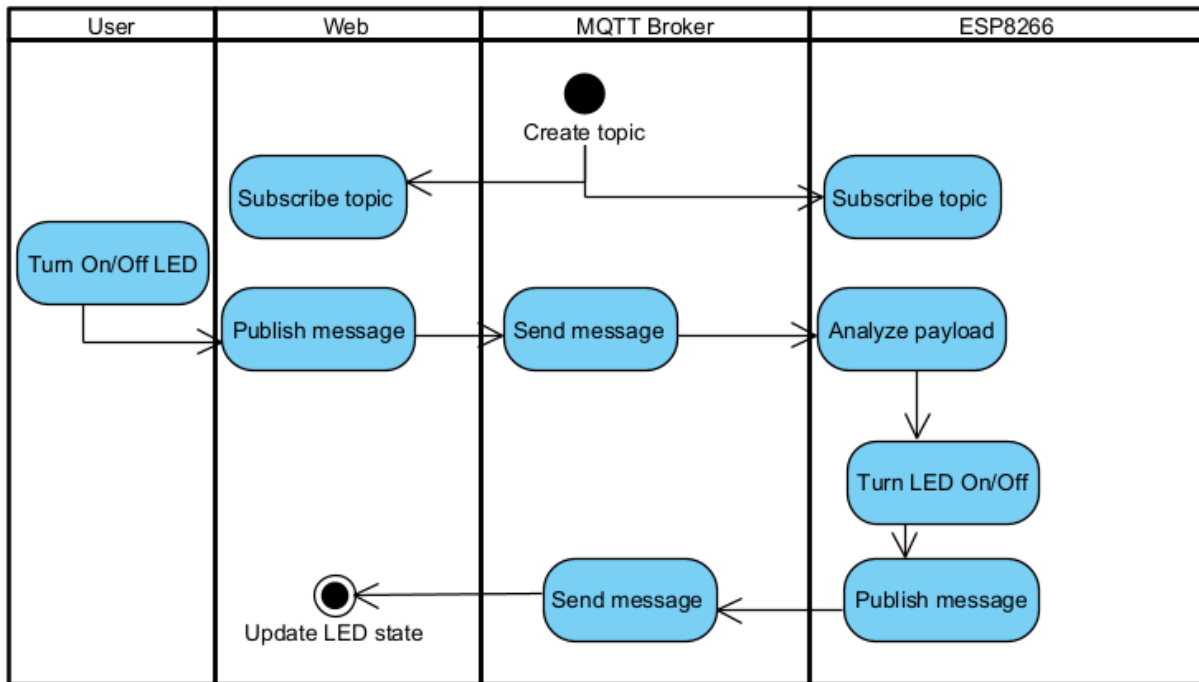 User
Web
MQTT Broker
ESP8266
Create topic
Subscribe topic
Subscribe topic
Turn On/Off LED
Publish message
Send message
Analyze payload
Turn LED On/Off
Send message
Publish message
Update LED state